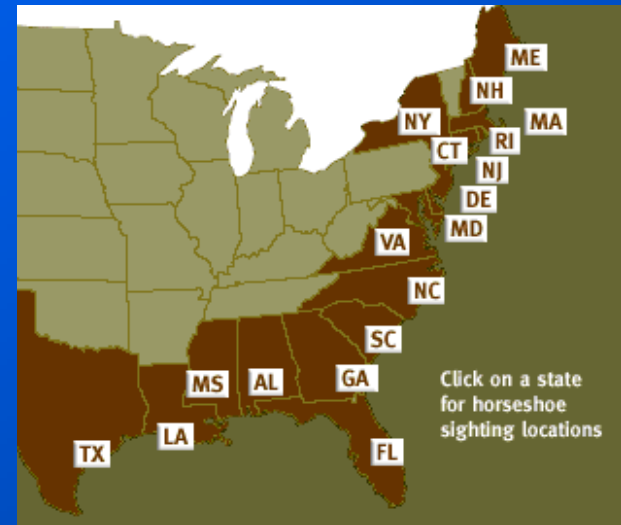 ME
NH
NY
MA
RI
CT
NJ
DE
MD
VA
NC
SC
MS
AL
GA
Click on a state
for horseshoe
sighting locations
LA
FL
TX